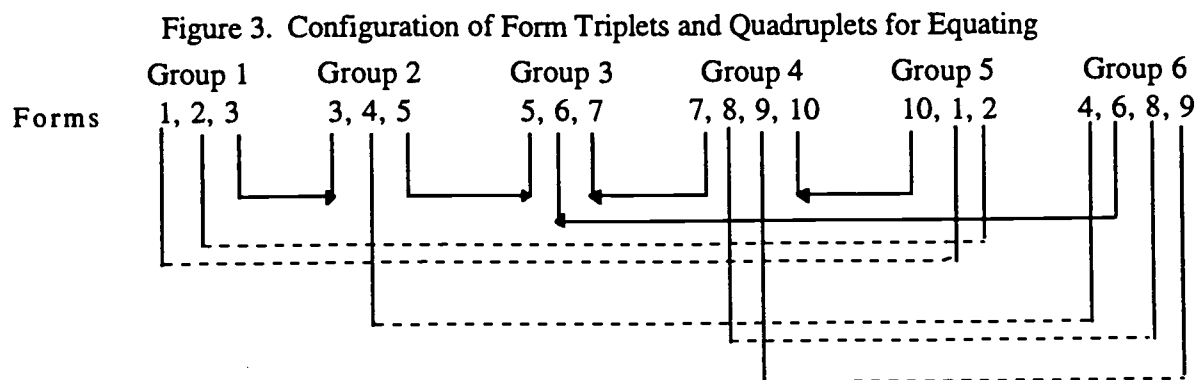 Figure 3. Configuration of Form Triplets and Quadruplets for Equating
Group 1 Group 2 Group 3 Group 4 Group 5 Group 6
Forms 1, 2, 3 3, 4, 5 5, 6, 7 7, 8, 9, 10 10, 1, 2 4, 6, 8, 9